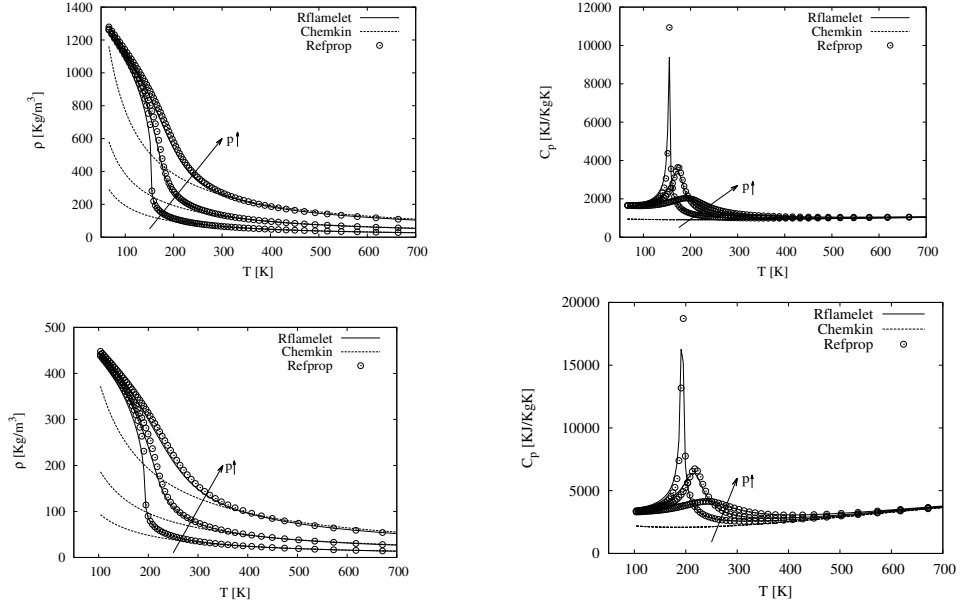 1400
1200
1000
800
600
400
200
0
ρ [Kg/m³]
Rflamelet
Chemkin
Refprop
p
100 200 300 400 500 600 700
T [K]
12000
10000
8000
6000
4000
2000
0
Cp [KJ/KgK]
Rflamelet
Chemkin
Refprop
p
100 200 300 400 500 600 700
T [K]
500
400
300
200
100
0
ρ [Kg/m³]
Rflamelet
Chemkin
Refprop
p
100 200 300 400 500 600 700
T [K]
20000
15000
10000
5000
0
Cp [KJ/KgK]
Rflamelet
Chemkin
Refprop
p
100 200 300 400 500 600 700
T [K]